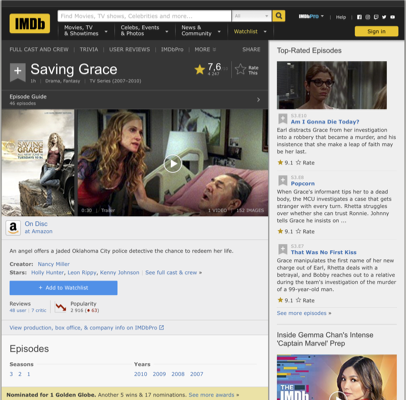 IMDb
Find Movies, TV shows, Celebrities and more...
All
IMDbPro
Help
Movies, TV
& Showtimes
Celebs, Events
& Photos
News &
Community
Watchlist
Sign in
FULL CAST AND CREW | TRIVIA | USER REVIEWS | IMDbPro | MORE
SHARE
Saving Grace
1h | Drama, Fantasy | TV Series (2007–2010)
7,6
4 247
Rate
This
Episode Guide
46 episodes
SAVING
GRACE
0:30 | Trailer
1 VIDEO | 152 IMAGES
On Disc
at Amazon
An angel offers a jaded Oklahoma City police detective the chance to redeem her life.
Creator: Nancy Miller
Stars: Holly Hunter, Leon Rippy, Kenny Johnson | See full cast & crew »
+ Add to Watchlist
Reviews
46 user | 7 critic
Popularity
2 916 (♦ 63)
View production, box office, & company info on IMDbPro
Episodes
Seasons
3 2 1
Years
2010 2009 2008 2007
Nominated for 1 Golden Globe. Another 5 wins & 17 nominations. See more awards »
Top-Rated Episodes
Am I Gonna Die Today?
Earl distracts Grace from her investigation
into a robbery that became a murder, and his
insistence that she make a leap of faith may
be her last.
★ 9.1 ☆ Rate
S3.E8
Popcorn
When Grace's informant tips her to a dead
body, the MCU investigates a case that gets
stranger with every turn. Rhetta struggles
over whether she can trust Ronnie. Johnny
tells Grace he insists on ...
★ 9.1 ☆ Rate
S3.E7
That Was No First Kiss
Grace manipulates the first name of her new
charge out of Earl, Rhetta deals with a
betrayal, and Bobby reaches out to a relative
during the team's investigation of the murder
of a 99-year-old man.
★ 9.1 ☆ Rate
See more episodes »
Inside Gemma Chan's Intense
'Captain Marvel' Prep